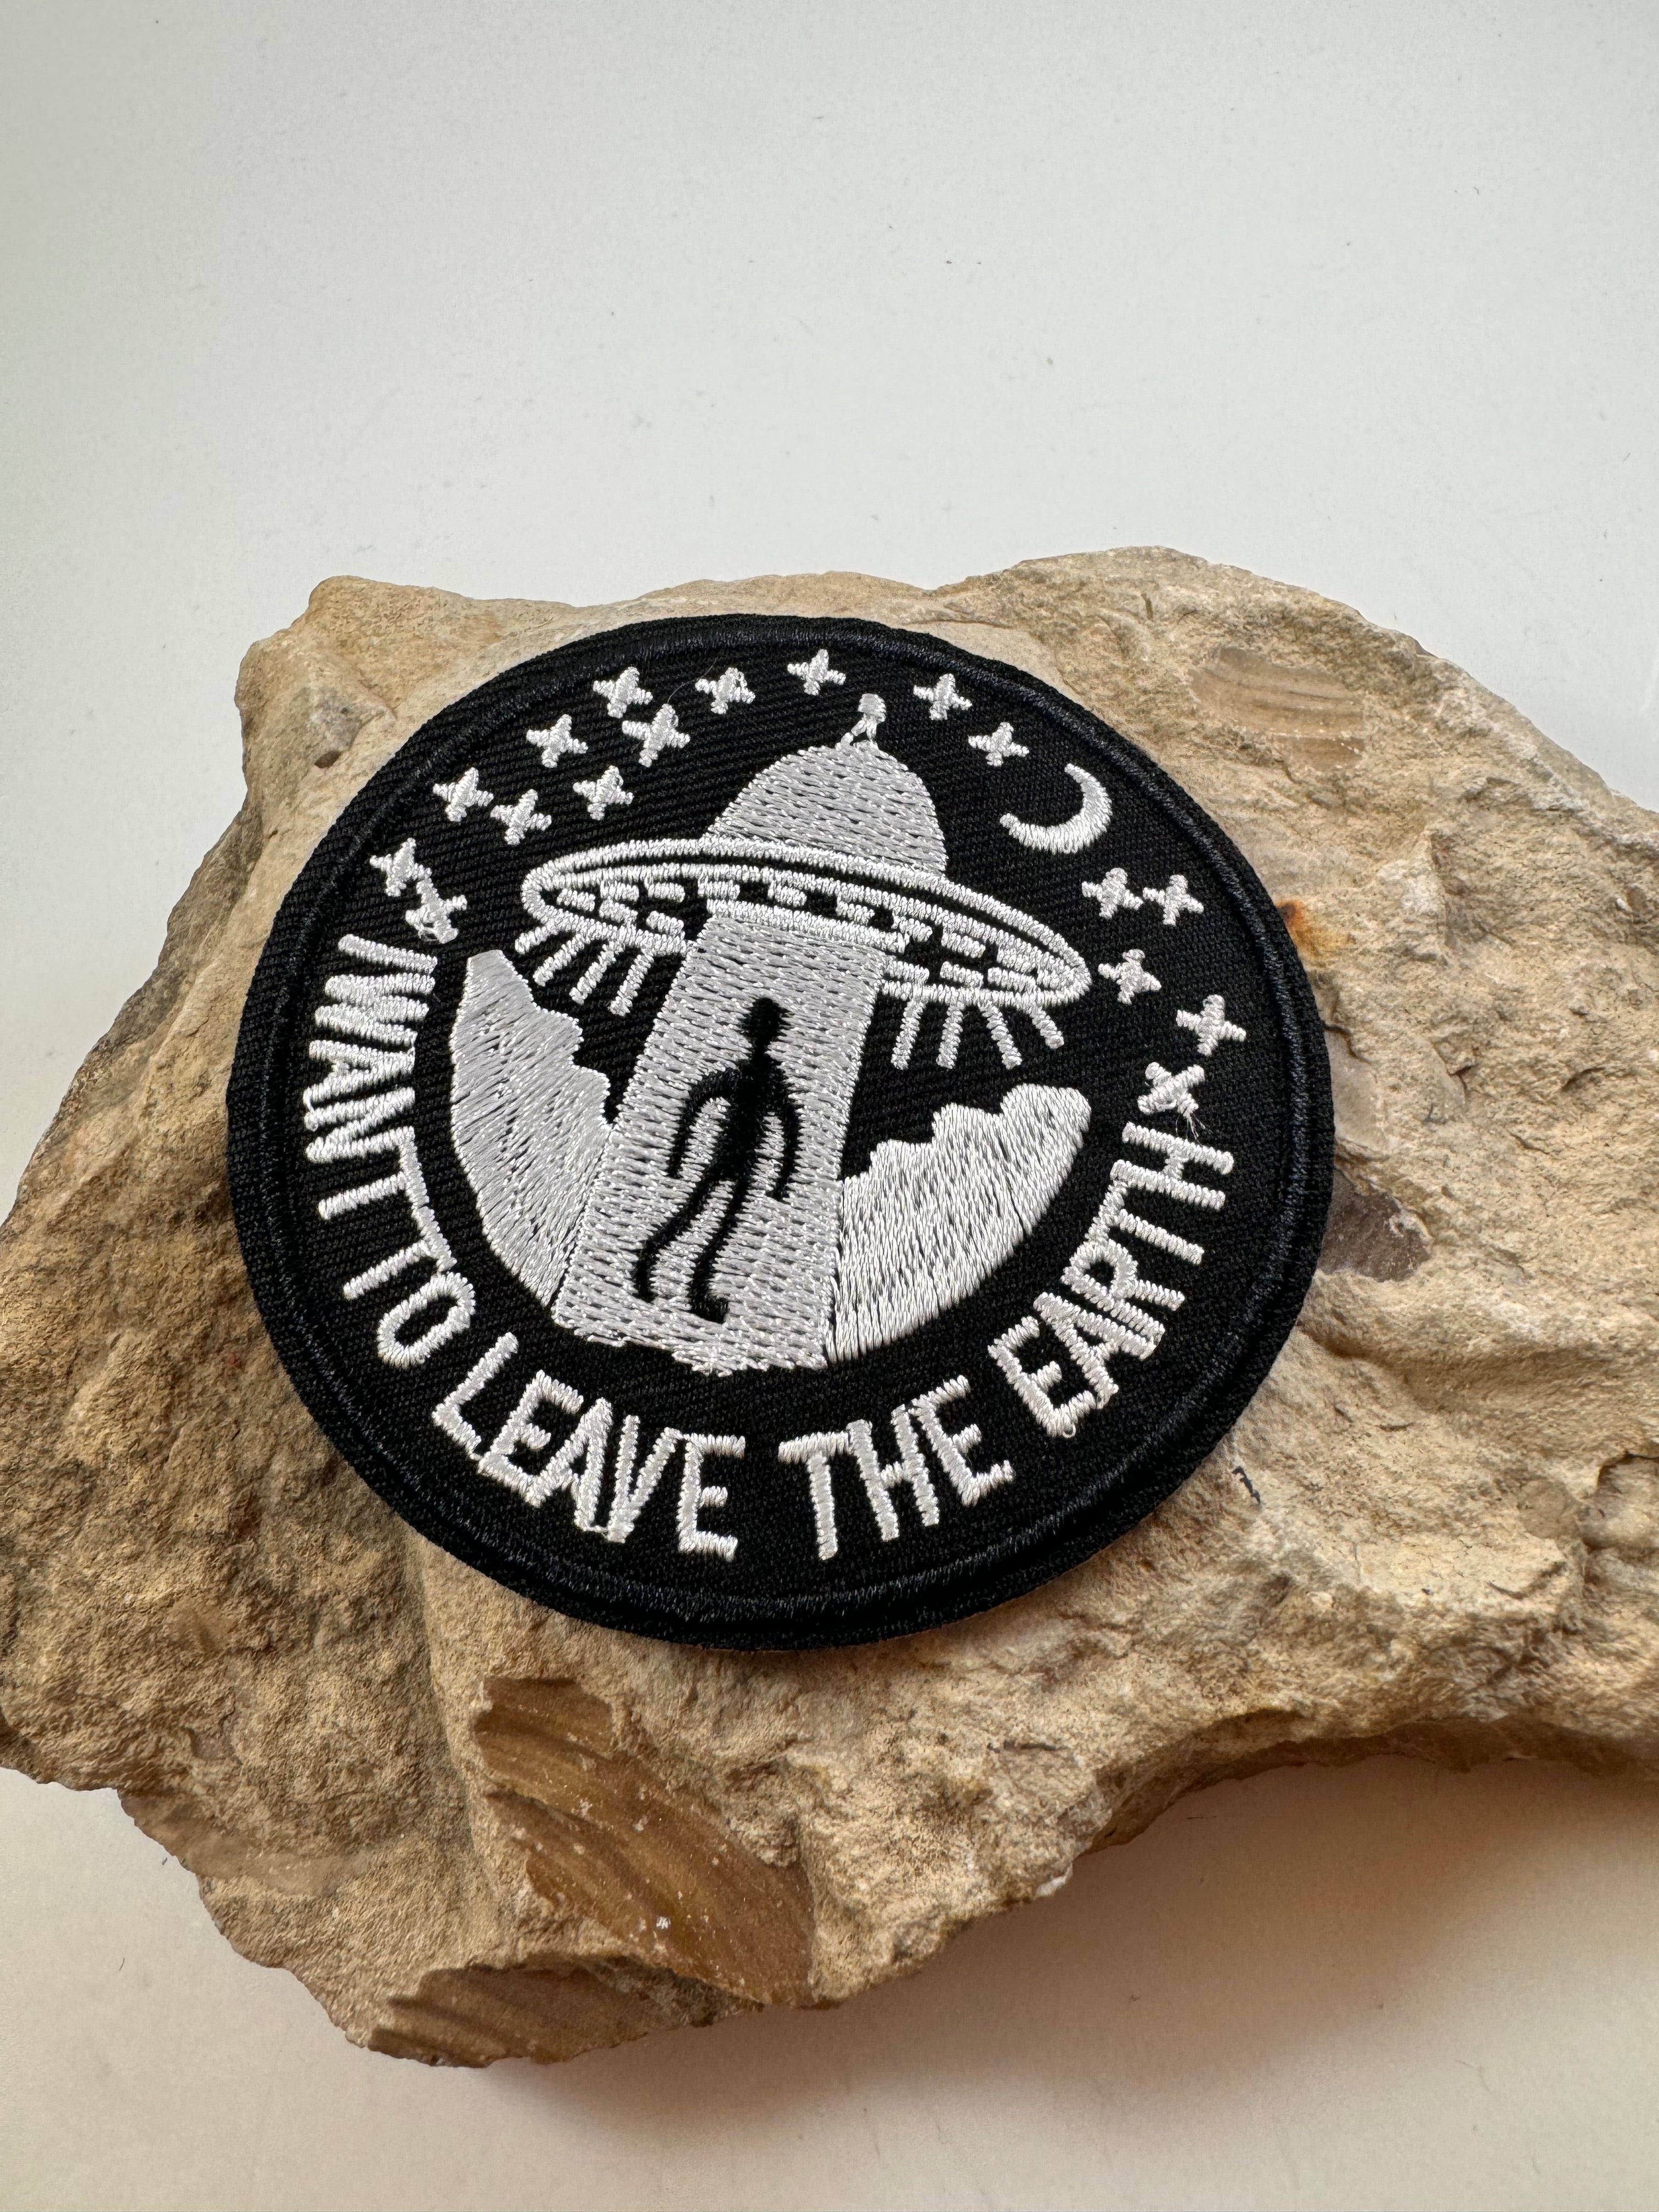 I WANT TO LEAVE THE EARTH